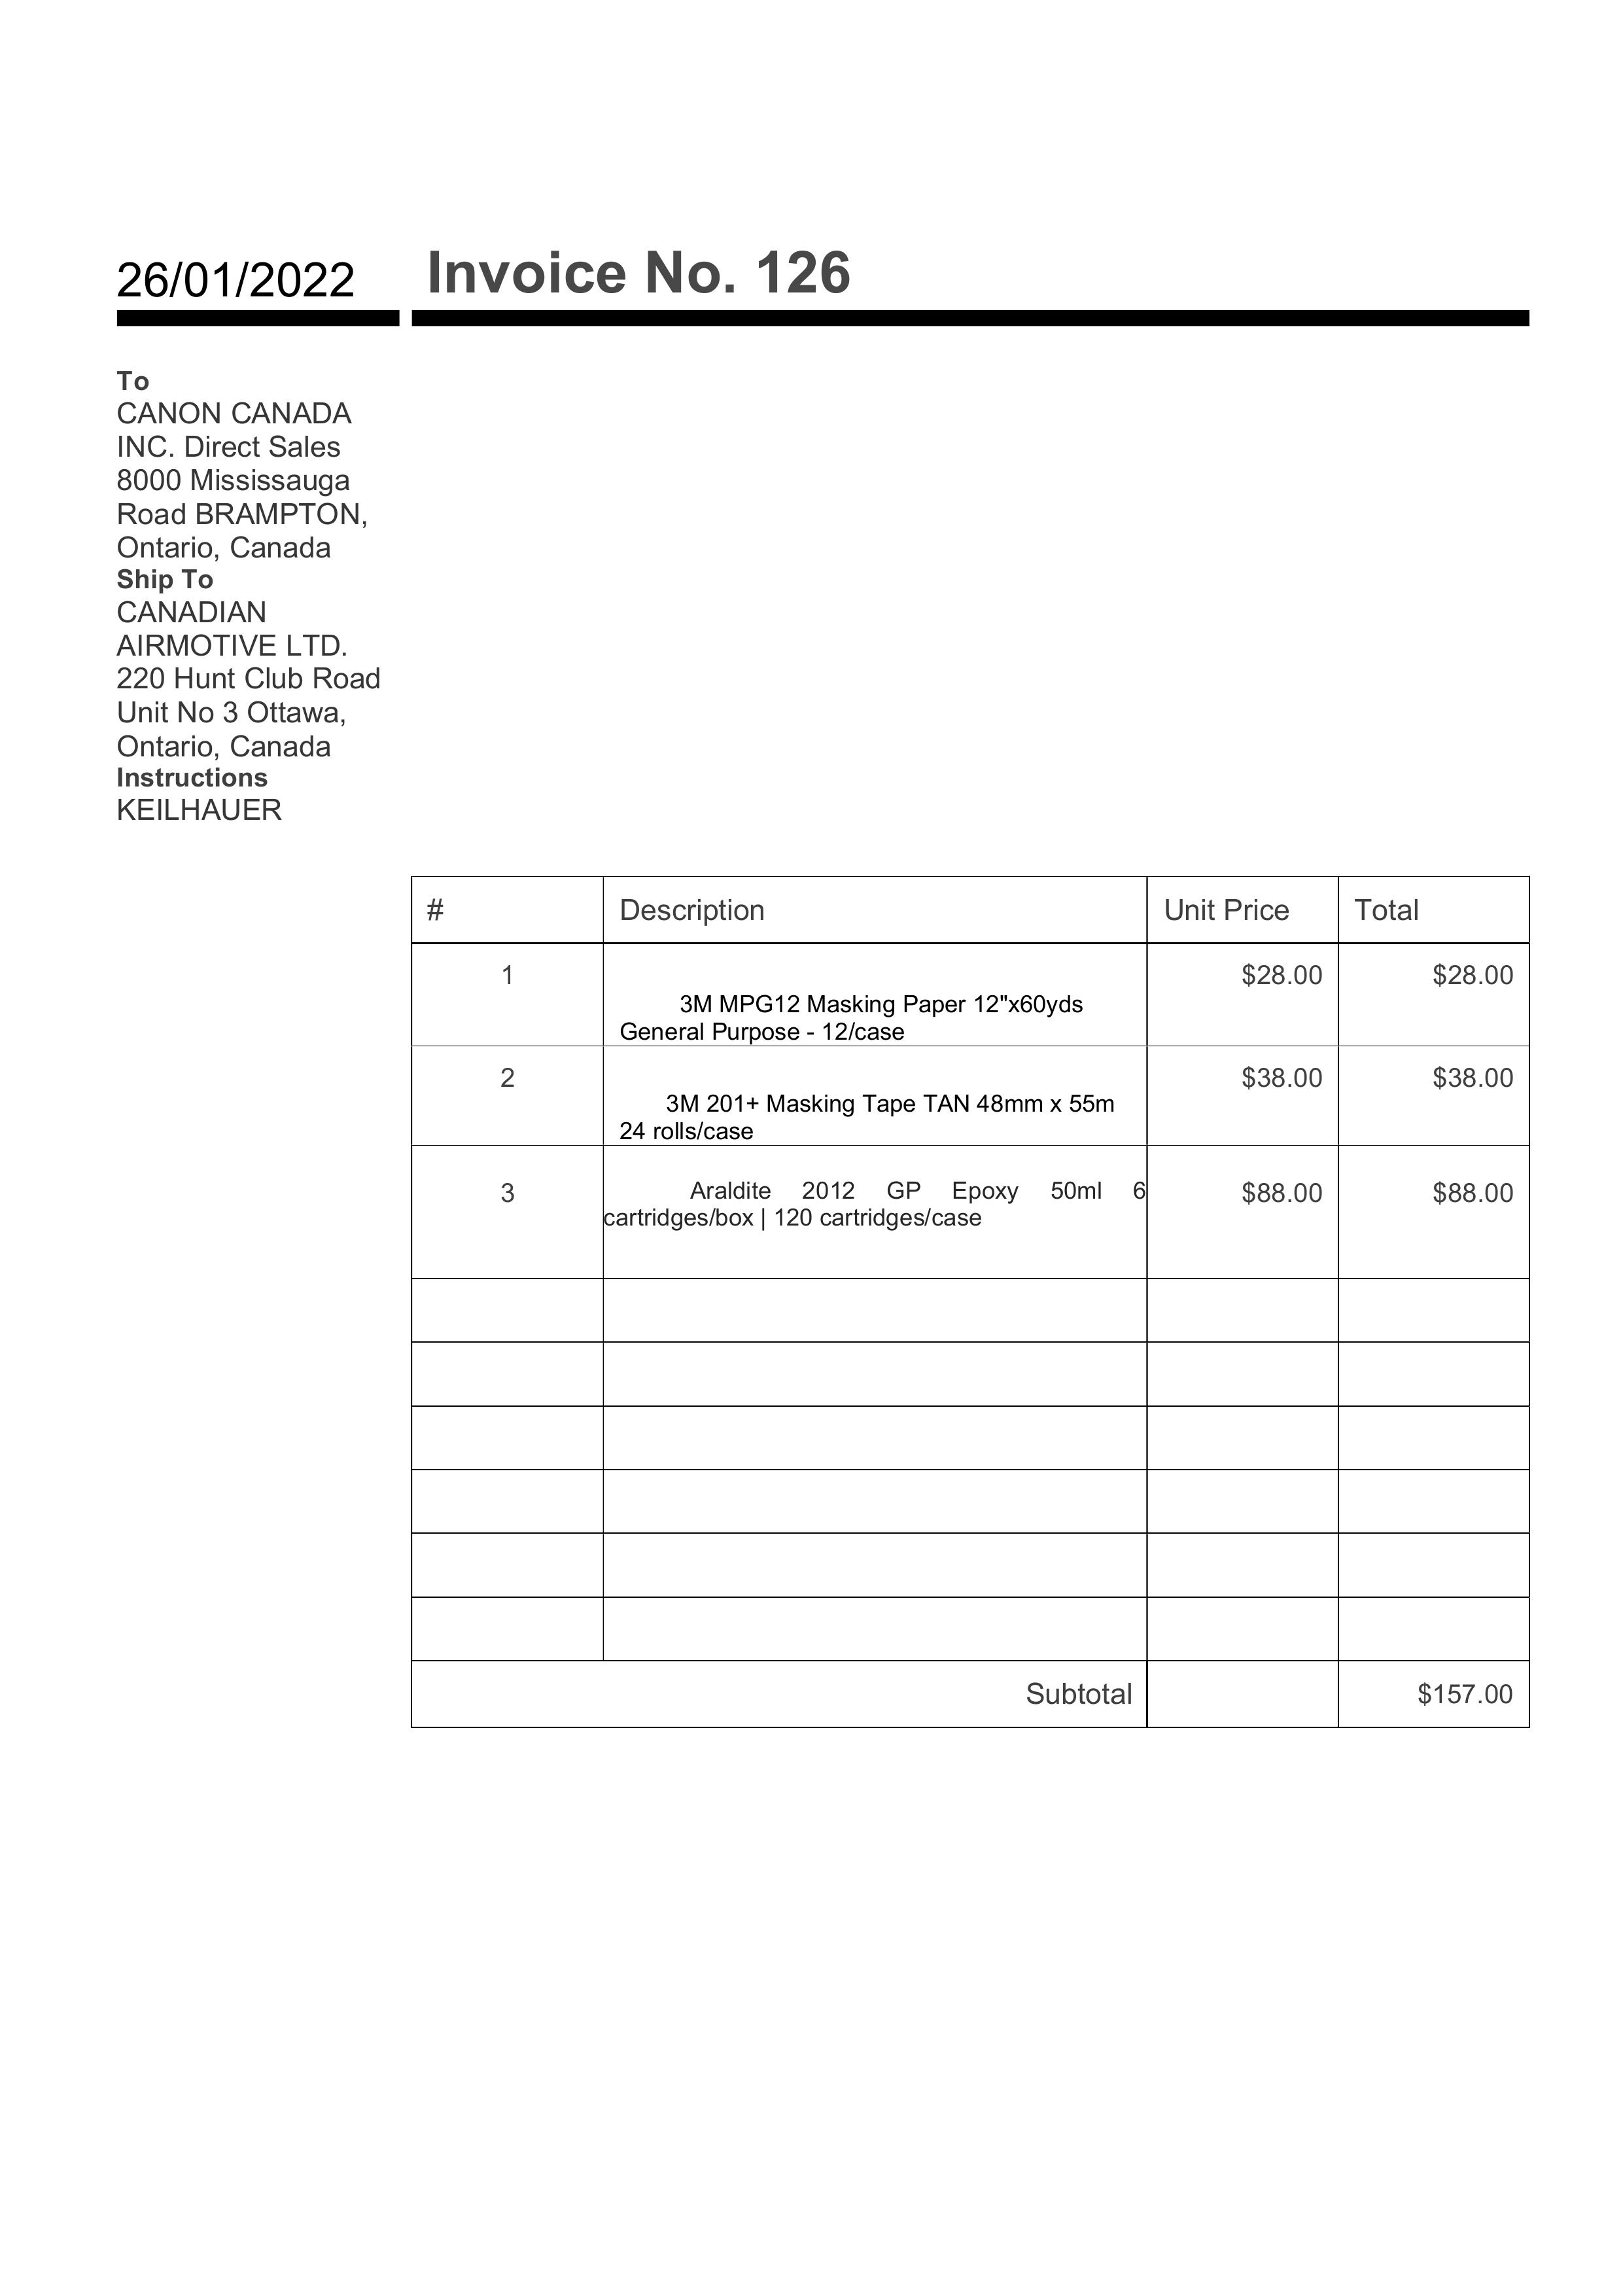 26/01/2022 Invoice No. 126
To
CANON CANADA
INC. Direct Sales
8000 Mississauga
Road BRAMPTON,
Ontario, Canada
Ship To
CANADIAN
AIRMOTIVE LTD.
220 Hunt Club Road
Unit No 3 Ottawa,
Ontario, Canada
Instructions
KEILHAUER
# Description Unit Price Total
1 $28.00 $28.00
3M MPG12 Masking Paper 12"x60yds
General Purpose - 12/case
2 $38.00 $38.00
3M 201+ Masking Tape TAN 48mm x 55m
24 rolls/case
3 Araldite 2012 GP Epoxy 50ml 6 $88.00 $88.00
cartridges/box | 120 cartridges/case
Subtotal $157.00